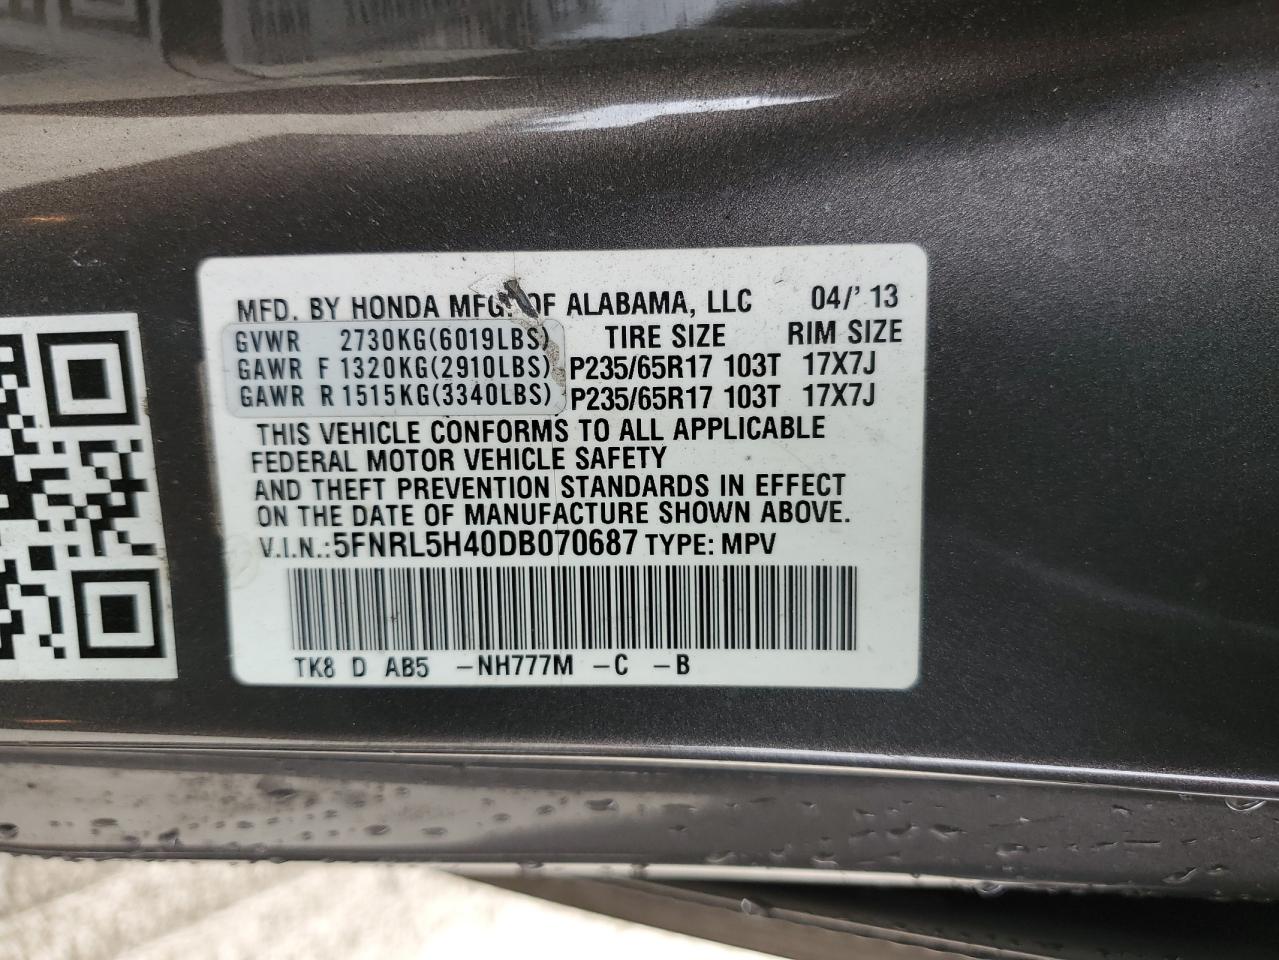 MFD. BY HONDA MFG. OF ALABAMA, LLC 04/'13
GVWR 2730KG(6019LBS) TIRE SIZE RIM SIZE
GAWR F 1320KG(2910LBS) P235/65R17 103T 17X7J
GAWR R 1515KG(3340LBS) P235/65R17 103T 17X7J
THIS VEHICLE CONFORMS TO ALL APPLICABLE
FEDERAL MOTOR VEHICLE SAFETY
AND THEFT PREVENTION STANDARDS IN EFFECT
ON THE DATE OF MANUFACTURE SHOWN ABOVE.
V.I.N.:5FNRL5H40DB070687 TYPE: MPV
TK8 D AB5 -NH777M -C -B